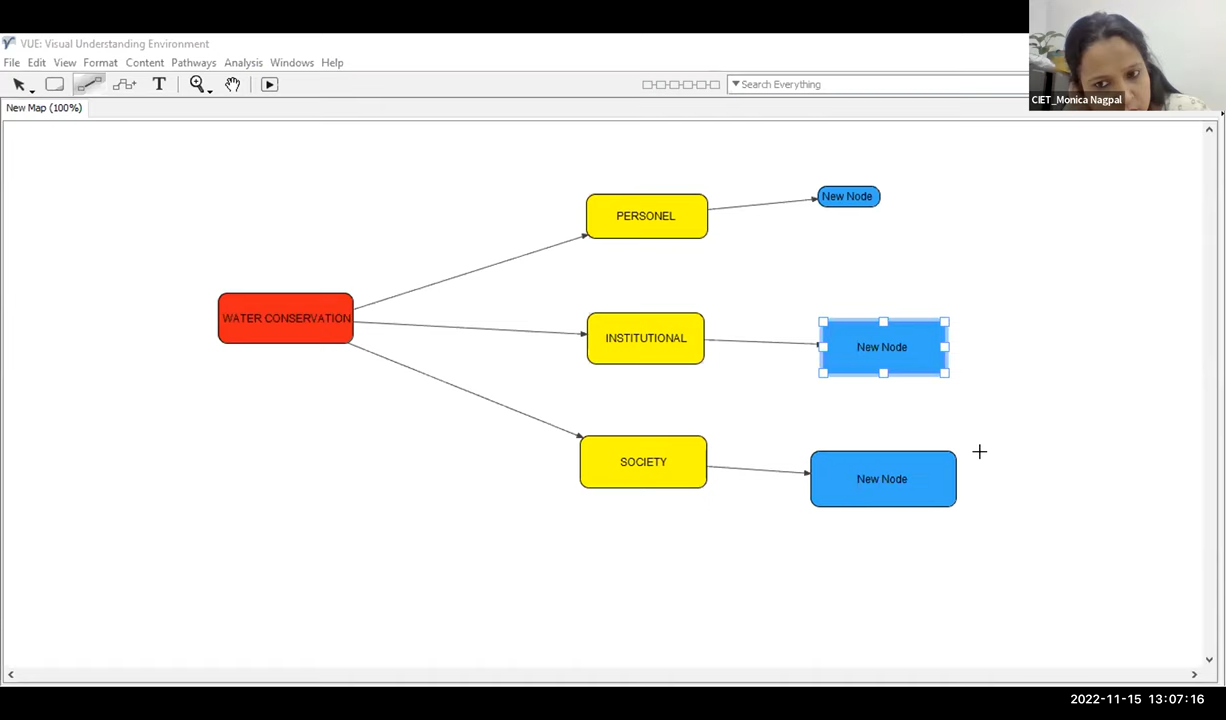 VUE: Visual Understanding Environment
File Edit View Format Content Pathways Analysis Windows Help
T
Search Everything
CIET_Monica Nagpal
New Map (100%)
New Node
PERSONEL
WATER CONSERVATION
INSTITUTIONAL
New Node
SOCIETY
New Node
2022-11-15 13:07:16